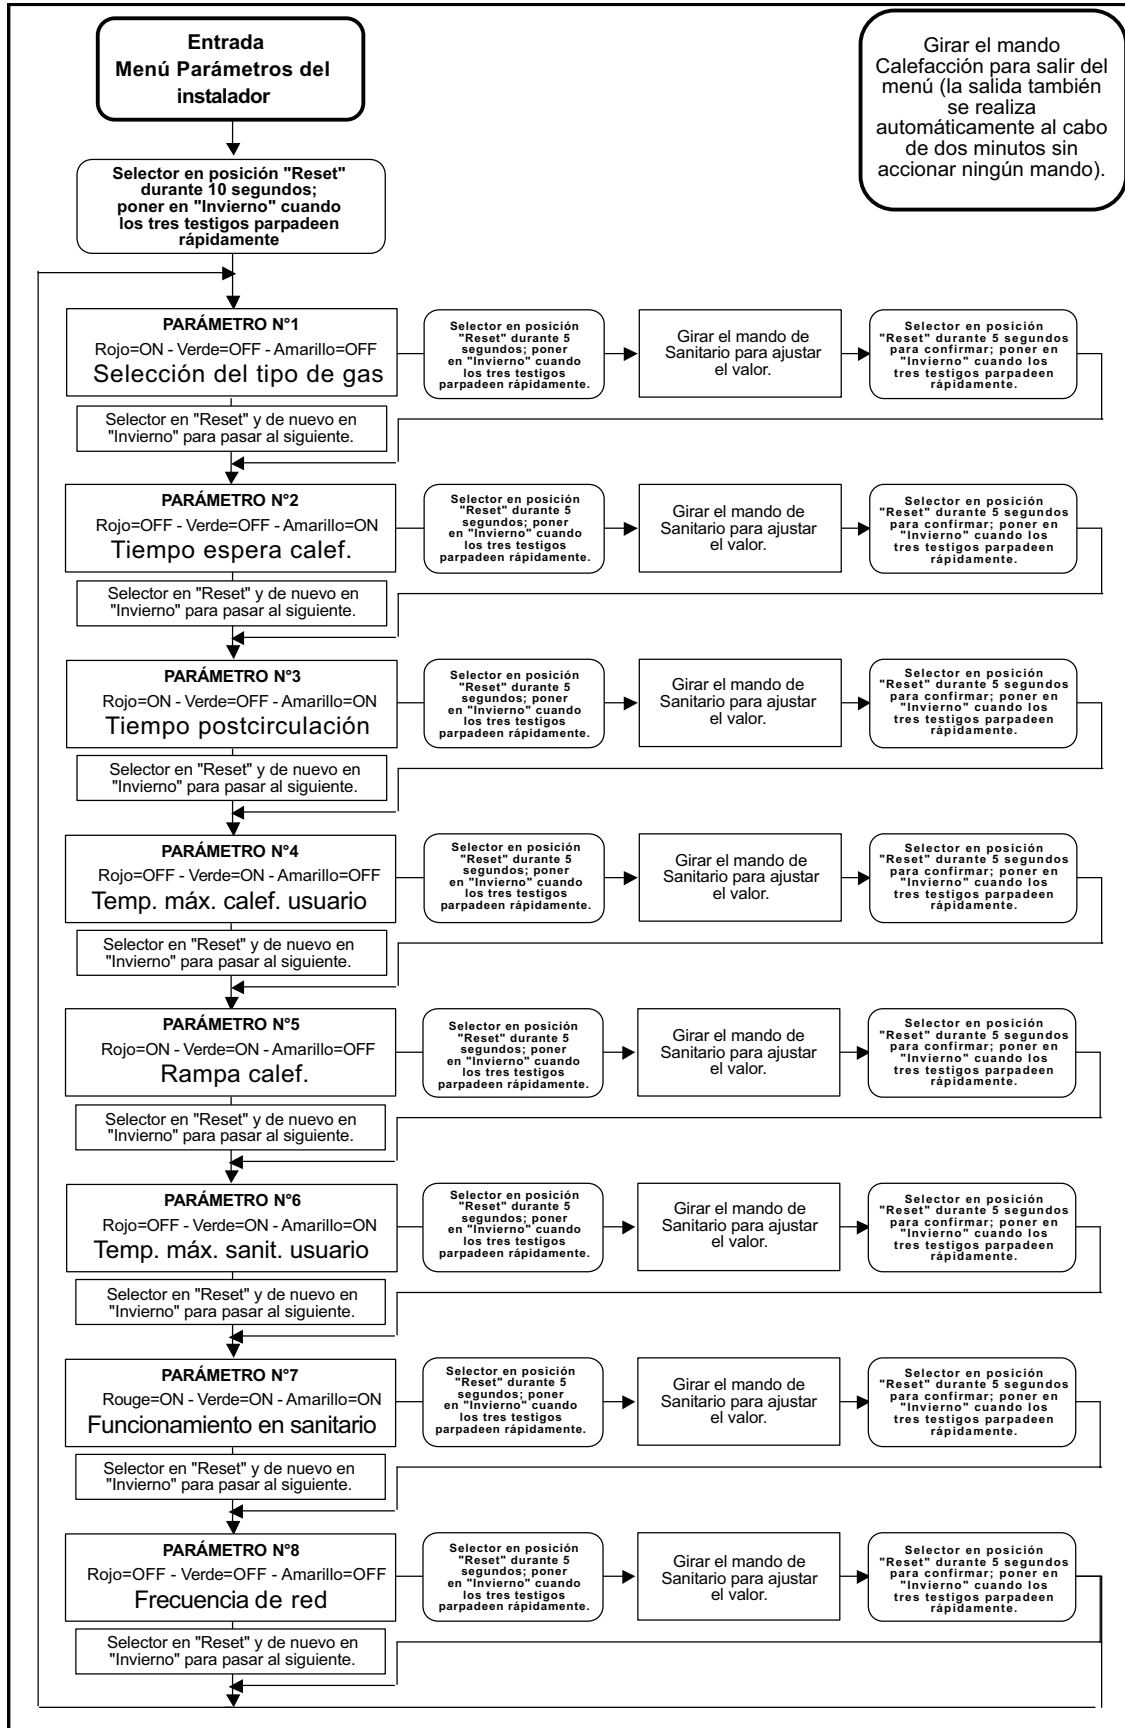 Entrada
Menú Parámetros del
instalador
Girar el mando
Calefacción para salir del
menú (la salida también
se realiza
automáticamente al cabo
de dos minutos sin
accionar ningún mando).
Selector en posición "Reset"
durante 10 segundos;
poner en "Invierno" cuando
los tres testigos parpadeen
rápidamente
PARÁMETRO N°1
Rojo=ON - Verde=OFF - Amarillo=OFF
Selección del tipo de gas
Selector en posición
"Reset" durante 5
segundos; poner
en "Invierno" cuando
los tres testigos
parpadeen rápidamente.
Girar el mando de
Sanitario para ajustar
el valor.
Selector en posición
"Reset" durante 5 segundos
para confirmar; poner en
"Invierno" cuando los
tres testigos parpadeen
rápidamente.
Selector en "Reset" y de nuevo en
"Invierno" para pasar al siguiente.
PARÁMETRO N°2
Rojo=OFF - Verde=OFF - Amarillo=ON
Tiempo espera calef.
Selector en posición
"Reset" durante 5
segundos; poner
en "Invierno" cuando
los tres testigos
parpadeen rápidamente.
Girar el mando de
Sanitario para ajustar
el valor.
Selector en posición
"Reset" durante 5 segundos
para confirmar; poner en
"Invierno" cuando los
tres testigos parpadeen
rápidamente.
Selector en "Reset" y de nuevo en
"Invierno" para pasar al siguiente.
PARÁMETRO N°3
Rojo=ON - Verde=OFF - Amarillo=ON
Tiempo postcirculación
Selector en posición
"Reset" durante 5
segundos; poner
en "Invierno" cuando
los tres testigos
parpadeen rápidamente.
Girar el mando de
Sanitario para ajustar
el valor.
Selector en posición
"Reset" durante 5 segundos
para confirmar; poner en
"Invierno" cuando los
tres testigos parpadeen
rápidamente.
Selector en "Reset" y de nuevo en
"Invierno" para pasar al siguiente.
PARÁMETRO N°4
Rojo=OFF - Verde=ON - Amarillo=OFF
Temp. máx. calef. usuario
Selector en posición
"Reset" durante 5
segundos; poner
en "Invierno" cuando
los tres testigos
parpadeen rápidamente.
Girar el mando de
Sanitario para ajustar
el valor.
Selector en posición
"Reset" durante 5 segundos
para confirmar; poner en
"Invierno" cuando los
tres testigos parpadeen
rápidamente.
Selector en "Reset" y de nuevo en
"Invierno" para pasar al siguiente.
PARÁMETRO N°5
Rojo=ON - Verde=ON - Amarillo=OFF
Rampa calef.
Selector en posición
"Reset" durante 5
segundos; poner
en "Invierno" cuando
los tres testigos
parpadeen rápidamente.
Girar el mando de
Sanitario para ajustar
el valor.
Selector en posición
"Reset" durante 5 segundos
para confirmar; poner en
"Invierno" cuando los
tres testigos parpadeen
rápidamente.
Selector en "Reset" y de nuevo en
"Invierno" para pasar al siguiente.
PARÁMETRO N°6
Rojo=OFF - Verde=ON - Amarillo=ON
Temp. máx. sanit. usuario
Selector en posición
"Reset" durante 5
segundos; poner
en "Invierno" cuando
los tres testigos
parpadeen rápidamente.
Girar el mando de
Sanitario para ajustar
el valor.
Selector en posición
"Reset" durante 5 segundos
para confirmar; poner en
"Invierno" cuando los
tres testigos parpadeen
rápidamente.
Selector en "Reset" y de nuevo en
"Invierno" para pasar al siguiente.
PARÁMETRO N°7
Rouge=ON - Verde=ON - Amarillo=ON
Funcionamiento en sanitario
Selector en posición
"Reset" durante 5
segundos; poner
en "Invierno" cuando
los tres testigos
parpadeen rápidamente.
Girar el mando de
Sanitario para ajustar
el valor.
Selector en posición
"Reset" durante 5 segundos
para confirmar; poner en
"Invierno" cuando los
tres testigos parpadeen
rápidamente.
Selector en "Reset" y de nuevo en
"Invierno" para pasar al siguiente.
PARÁMETRO N°8
Rojo=OFF - Verde=OFF - Amarillo=OFF
Frecuencia de red
Selector en posición
"Reset" durante 5
segundos; poner
en "Invierno" cuando
los tres testigos
parpadeen rápidamente.
Girar el mando de
Sanitario para ajustar
el valor.
Selector en posición
"Reset" durante 5 segundos
para confirmar; poner en
"Invierno" cuando los
tres testigos parpadeen
rápidamente.
Selector en "Reset" y de nuevo en
"Invierno" para pasar al siguiente.